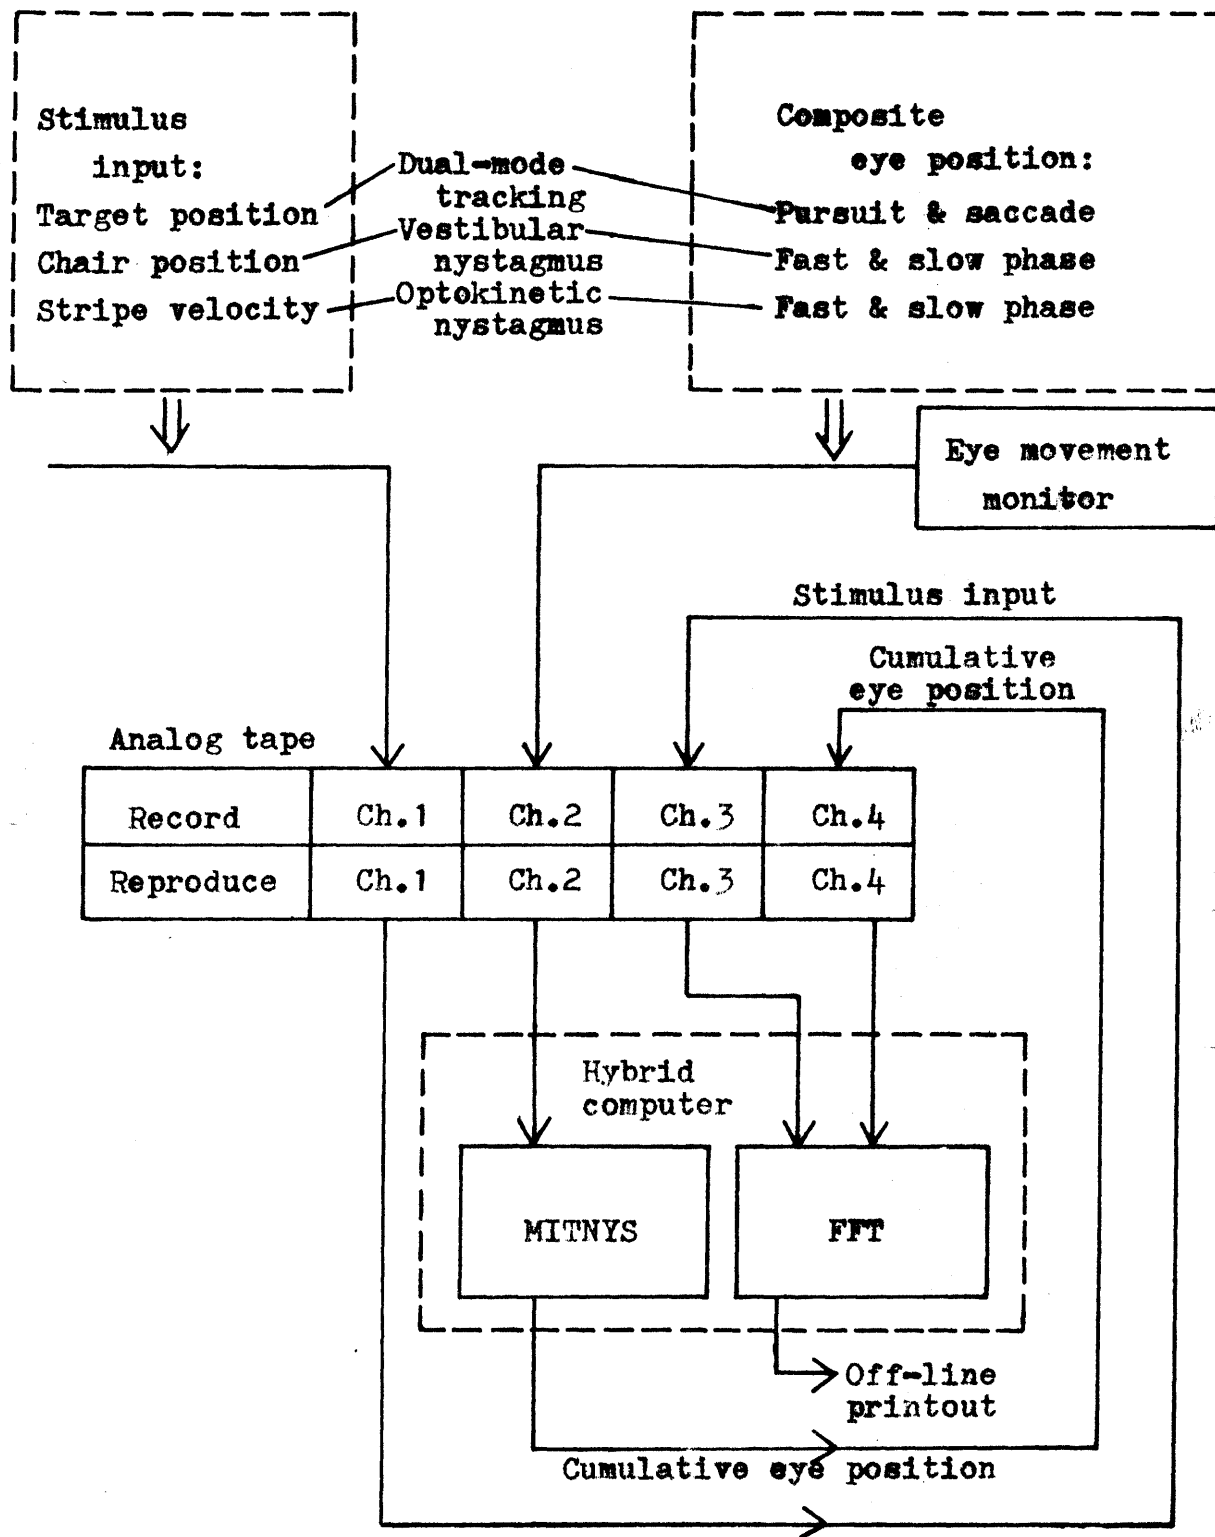 Stimulus
input:
Target position
Chair position
Stripe velocity
Dual-mode
tracking
Vestibular
nystagmus
Optokinetic
nystagmus
Composite
eye position:
Pursuit & saccade
Fast & slow phase
Fast & slow phase
Eye movement
monitor
Stimulus input
Cumulative
eye position
Analog tape
Record Ch.1 Ch.2 Ch.3 Ch.4
Reproduce Ch.1 Ch.2 Ch.3 Ch.4
Hybrid
computer
MITNYS FFT
Off-line
printout
Cumulative eye position